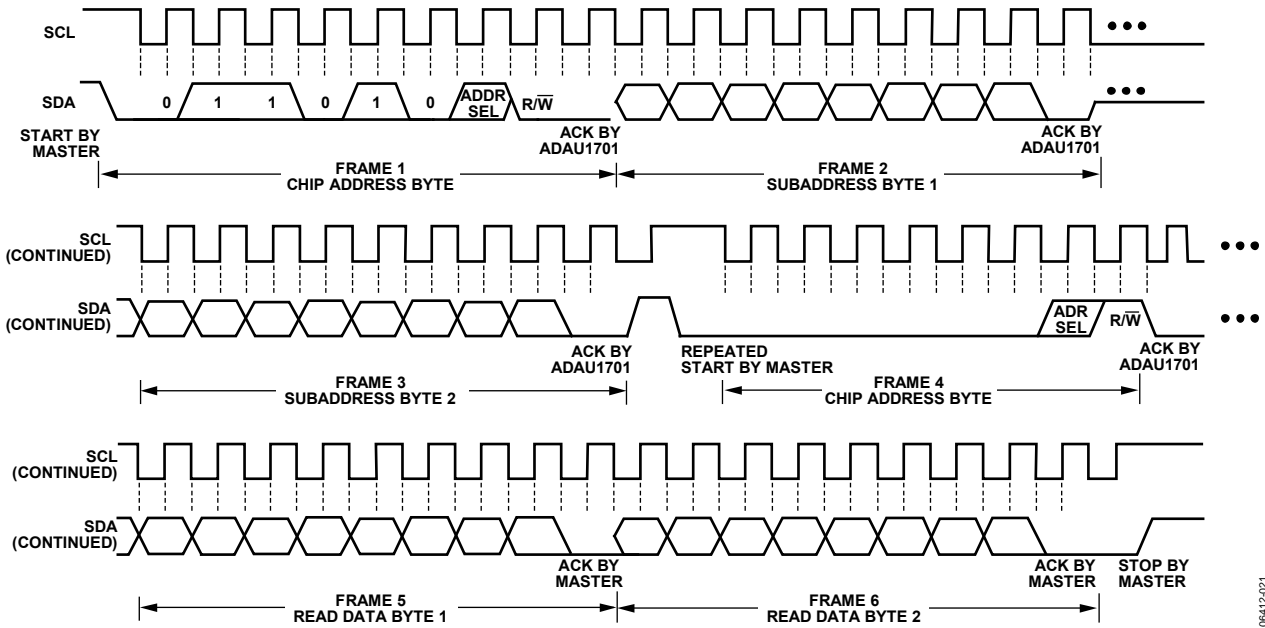 SCL
•••
SDA
0 1 1 0 1 0 ADDR SEL R/W̅
•••
START BY
MASTER
ACK BY
ADAU1701
ACK BY
ADAU1701
FRAME 1
CHIP ADDRESS BYTE
FRAME 2
SUBADDRESS BYTE 1
SCL
(CONTINUED)
•••
SDA
(CONTINUED)
ADR
SEL
R/W̅
•••
ACK BY
ADAU1701
REPEATED
START BY MASTER
ACK BY
ADAU1701
FRAME 3
SUBADDRESS BYTE 2
FRAME 4
CHIP ADDRESS BYTE
SCL
(CONTINUED)
SDA
(CONTINUED)
ACK BY
MASTER
ACK BY
MASTER
STOP BY
MASTER
FRAME 5
READ DATA BYTE 1
FRAME 6
READ DATA BYTE 2
06412-021